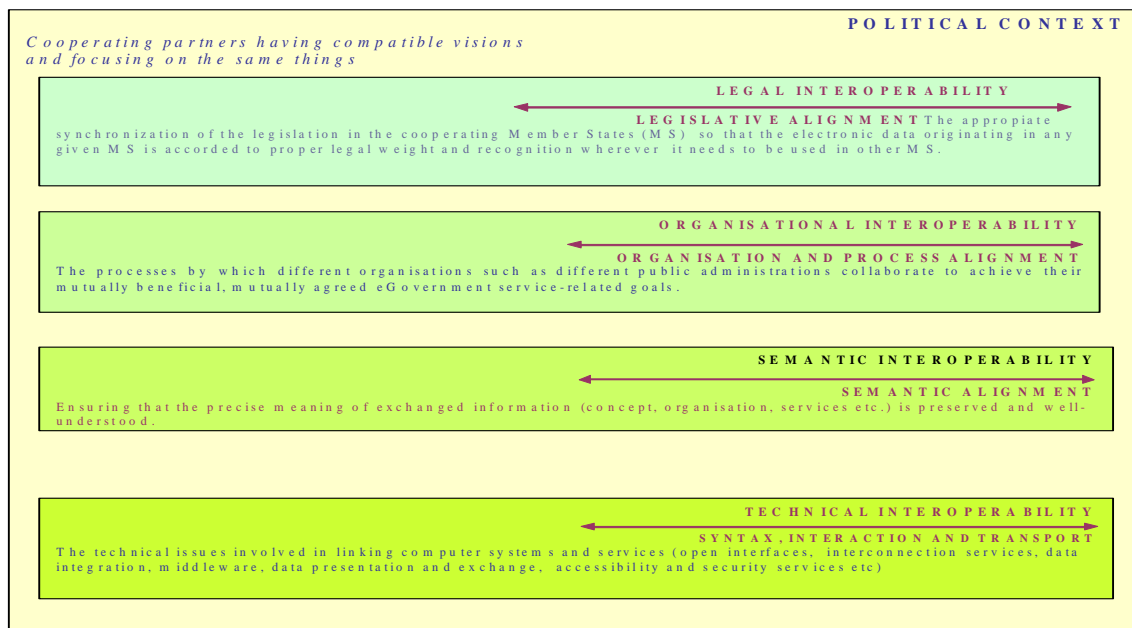 POLITICAL CONTEXT
Cooperating partners having compatible visions
and focusing on the same things
LEGAL INTEROPERABILITY
LEGISLATIVE ALIGNMENT The appropiate
synchronization of the legislation in the cooperating Member States (MS) so that the electronic data originating in any
given MS is accorded to proper legal weight and recognition wherever it needs to be used in other MS.
ORGANISATIONAL INTEROPERABILITY
ORGANISATION AND PROCESS ALIGNMENT
The processes by which different organisations such as different public administrations collaborate to achieve their
mutually beneficial, mutually agreed eGovernment service-related goals.
SEMANTIC INTEROPERABILITY
SEMANTIC ALIGNMENT
Ensuring that the precise meaning of exchanged information (concept, organisation, services etc.) is preserved and well-
understood.
TECHNICAL INTEROPERABILITY
SYNTAX, INTERACTION AND TRANSPORT
The technical issues involved in linking computer systems and services (open interfaces, interconnection services, data
integration, middleware, data presentation and exchange, accessibility and security services etc)